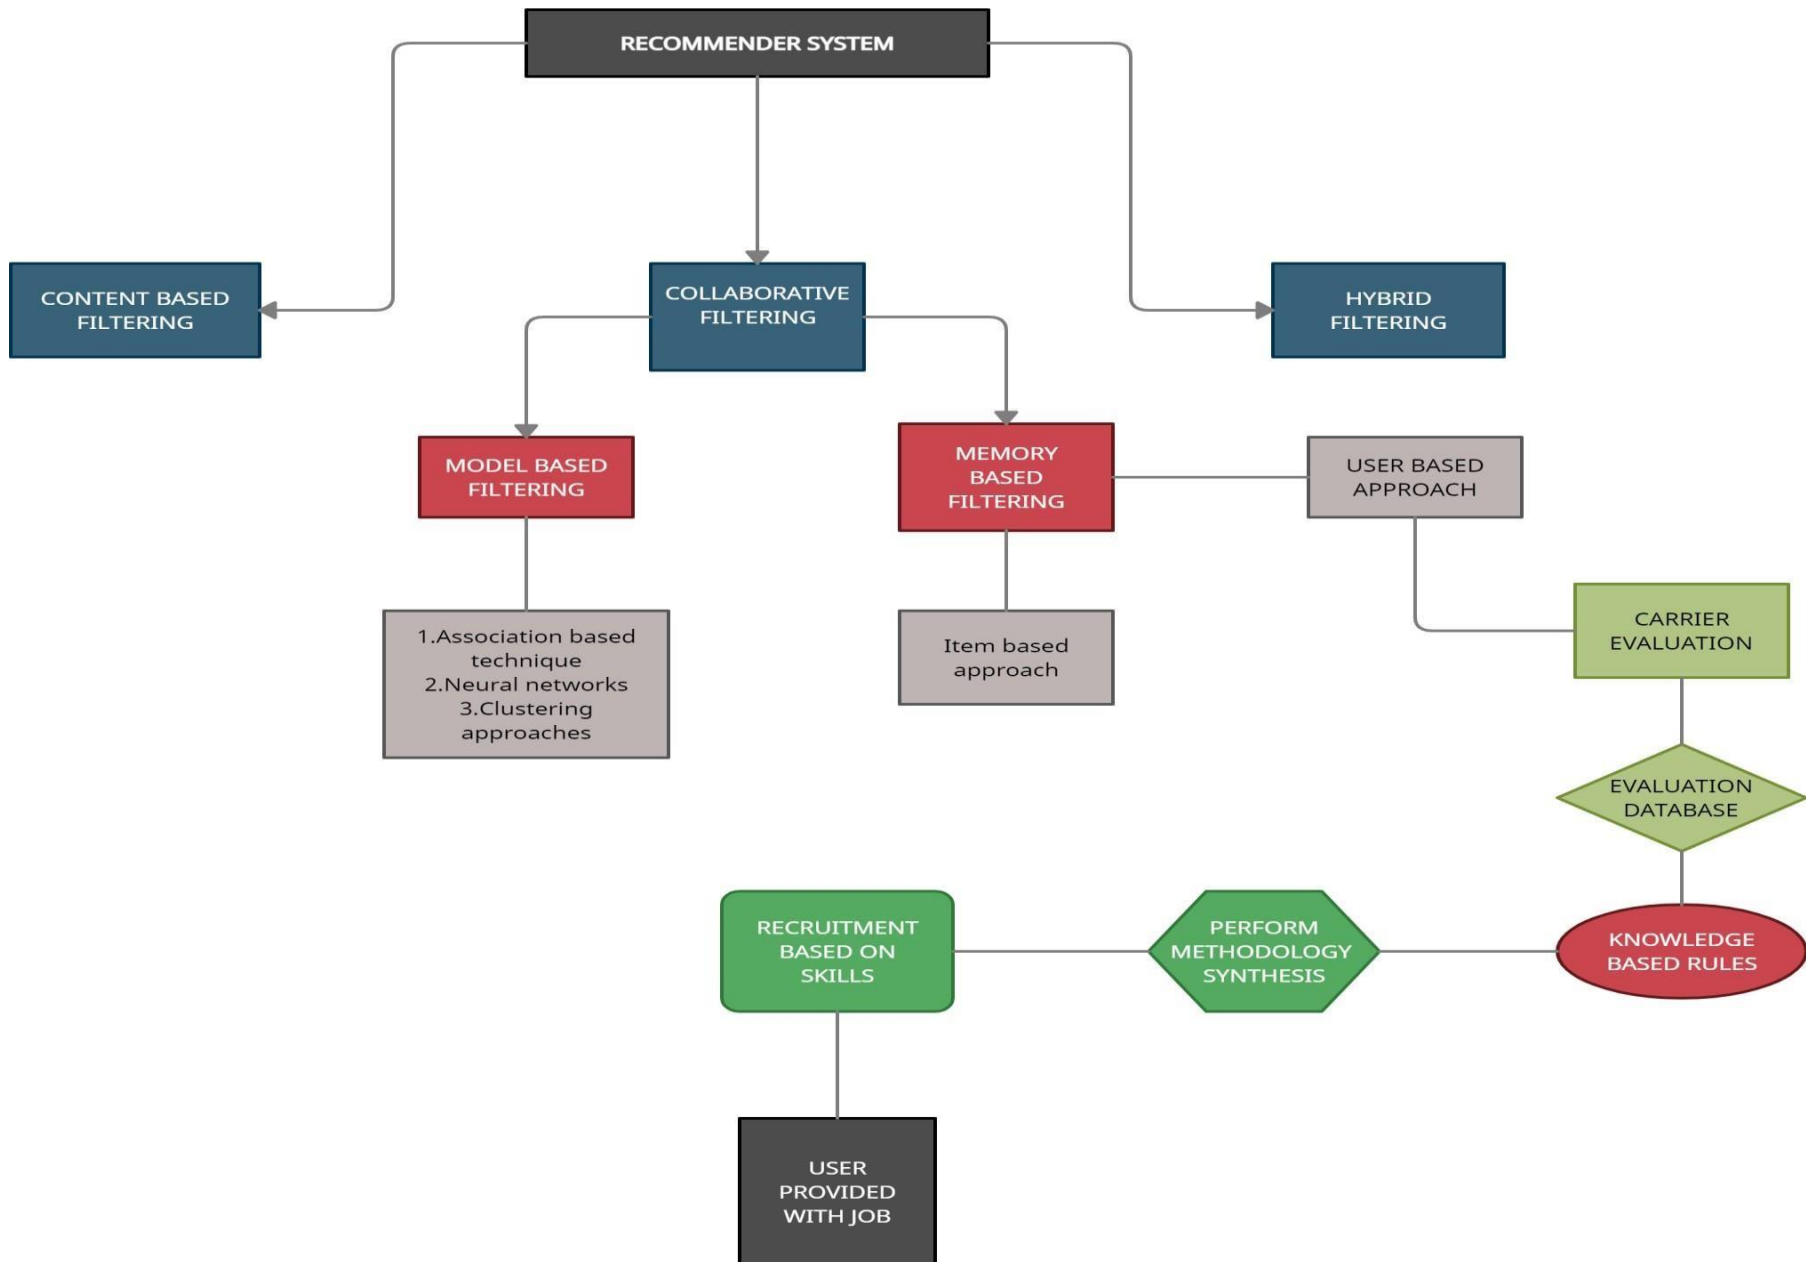 RECOMMENDER SYSTEM
CONTENT BASED
FILTERING
COLLABORATIVE
FILTERING
HYBRID
FILTERING
MODEL BASED
FILTERING
MEMORY
BASED
FILTERING
USER BASED
APPROACH
1.Association based
technique
2.Neural networks
3.Clustering
approaches
Item based
approach
CARRIER
EVALUATION
EVALUATION
DATABASE
KNOWLEDGE
BASED RULES
PERFORM
METHODOLOGY
SYNTHESIS
RECRUITMENT
BASED ON
SKILLS
USER
PROVIDED
WITH JOB